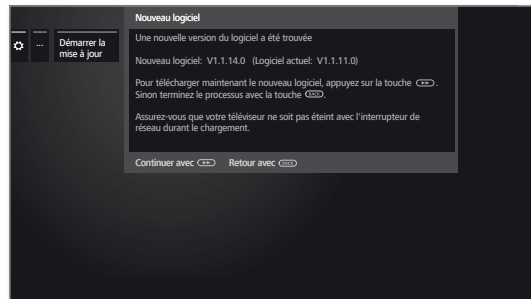 Nouveau logiciel
...
Démarrer la
mise à jour
Une nouvelle version du logiciel a été trouvée
Nouveau logiciel: V1.1.14.0 (Logiciel actuel: V1.1.11.0)
Pour télécharger maintenant le nouveau logiciel, appuyez sur la touche ▶▶.
Sinon terminez le processus avec la touche BACK.
Assurez-vous que votre téléviseur ne soit pas éteint avec l'interrupteur de
réseau durant le chargement.
Continuer avec ▶▶ Retour avec BACK